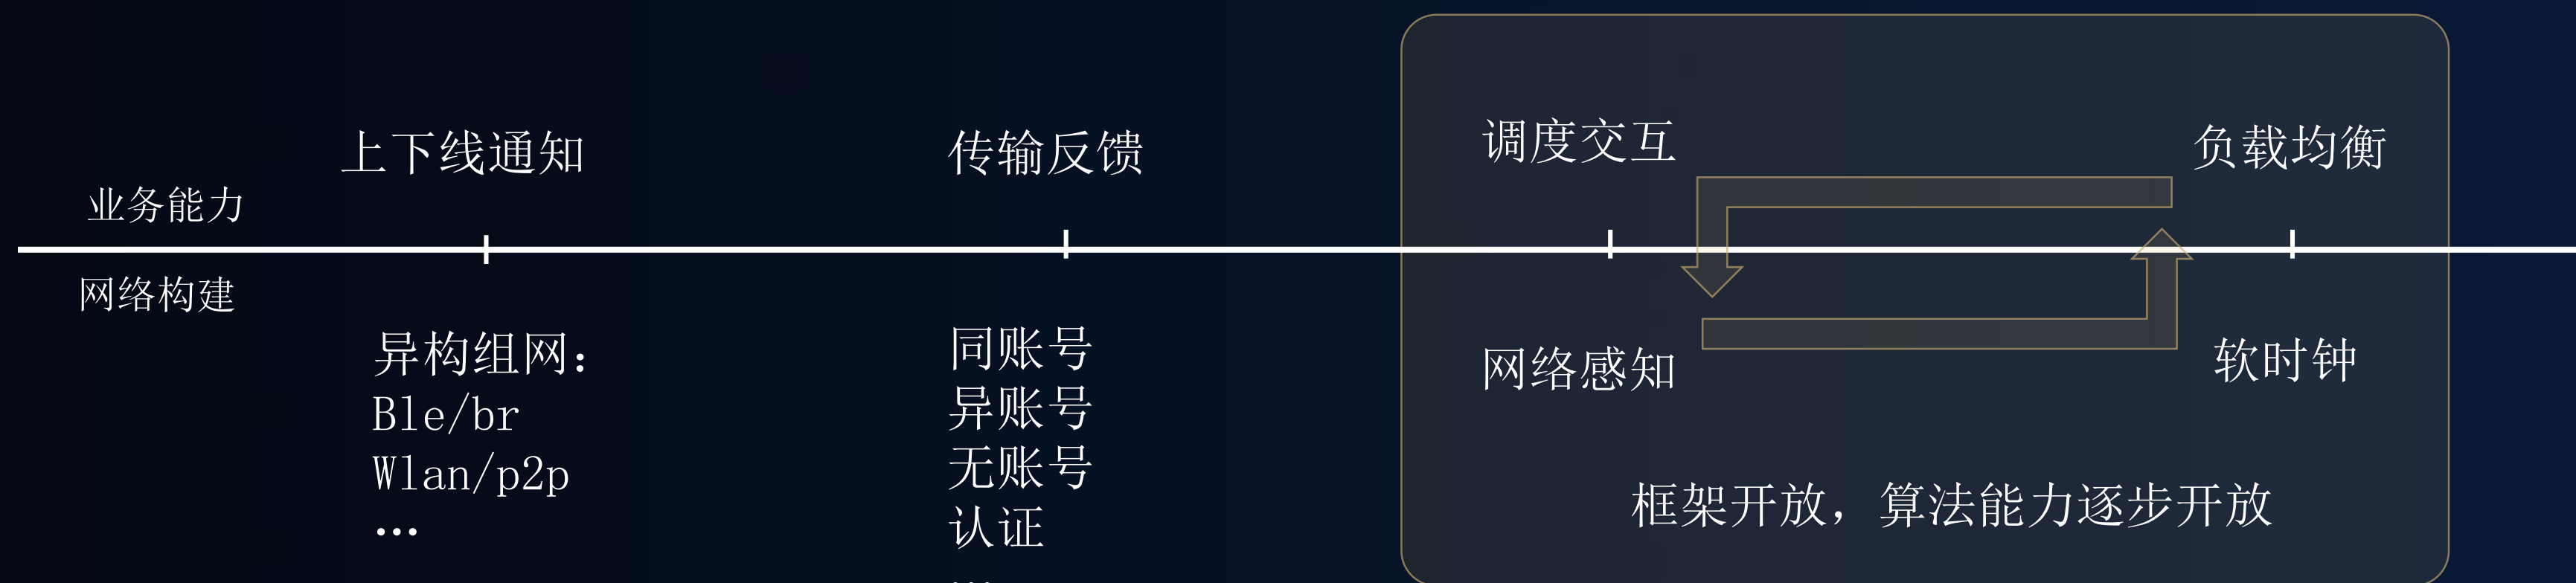 上下线通知
传输反馈
调度交互
负载均衡
业务能力
网络构建
异构组网：
Ble/br
Wlan/p2p
…
同账号
异账号
无账号
认证
…
网络感知
软时钟
框架开放，算法能力逐步开放